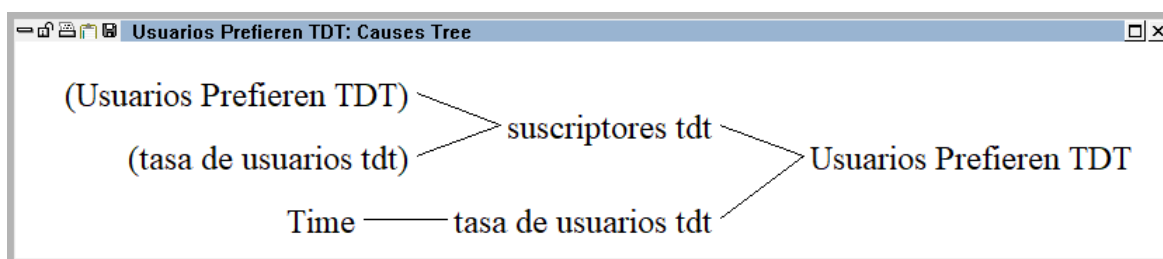 Usuarios Prefieren TDT: Causes Tree
(Usuarios Prefieren TDT)
suscriptores tdt
(tasa de usuarios tdt)
Usuarios Prefieren TDT
Time
tasa de usuarios tdt